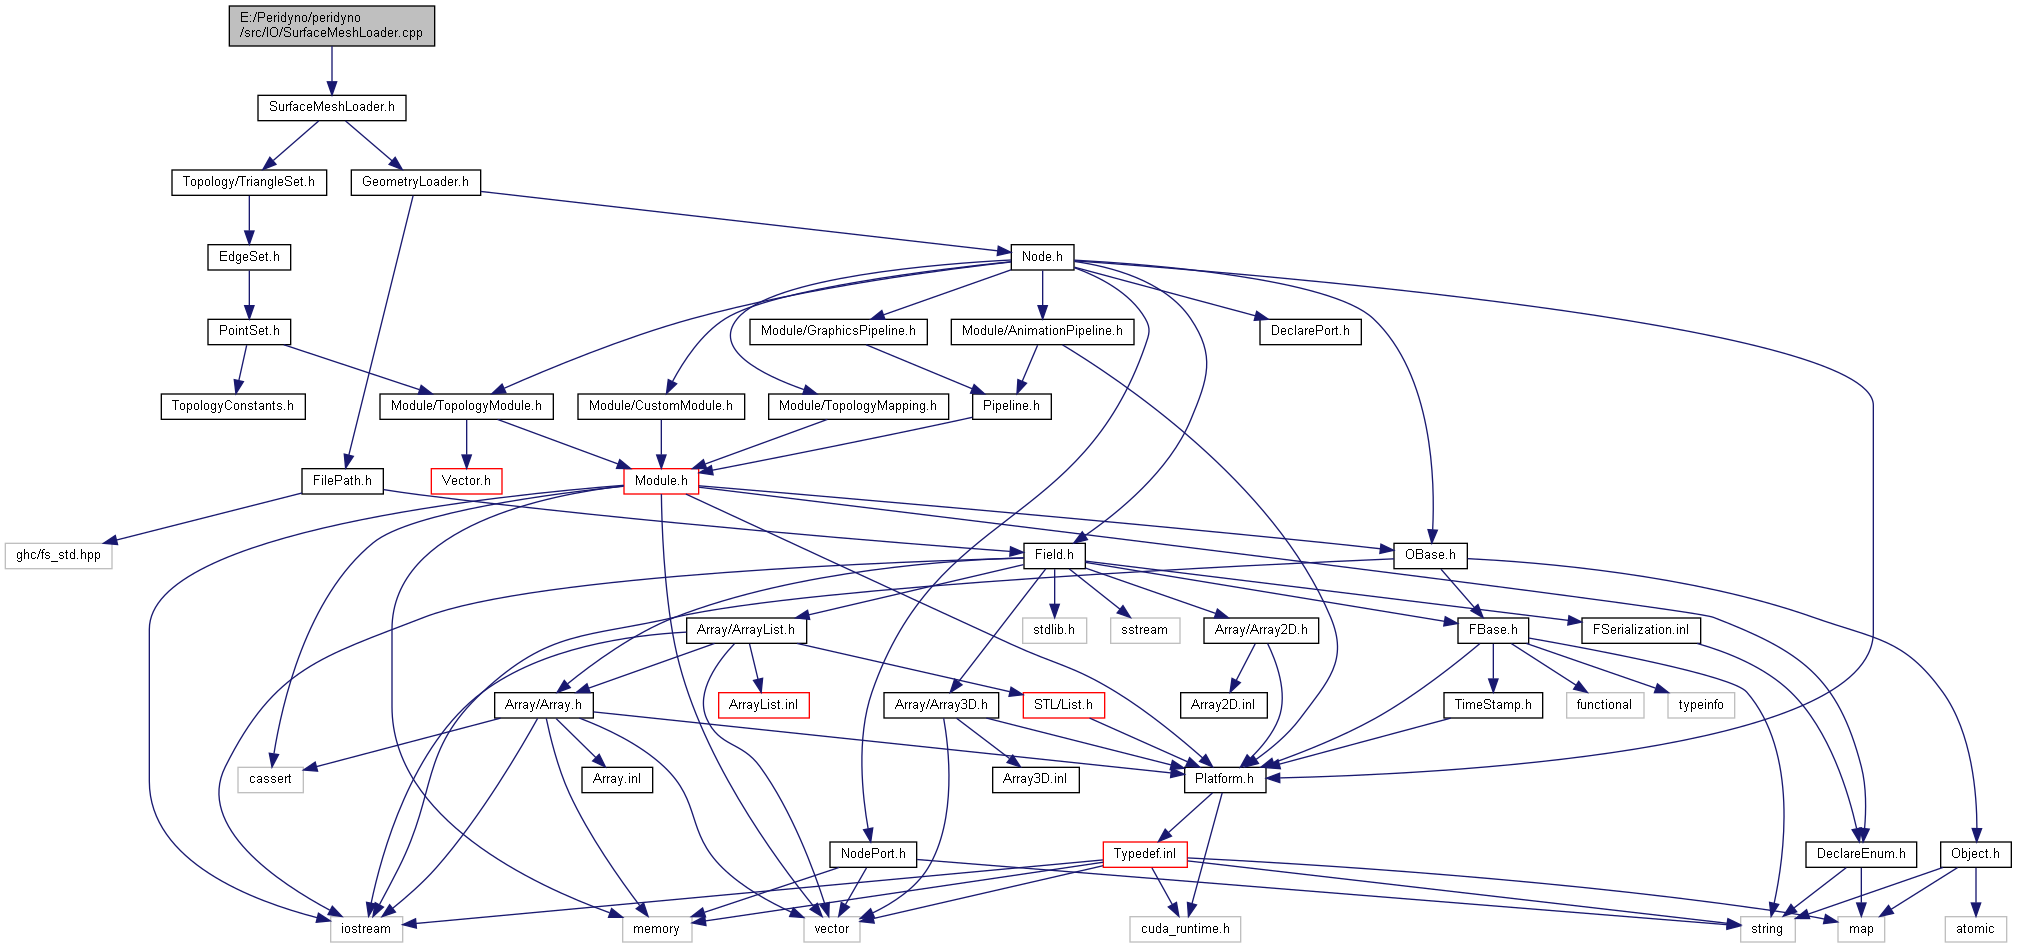 E:/Peridyno/peridyno
/src/IO/SurfaceMeshLoader.cpp
SurfaceMeshLoader.h
Topology/TriangleSet.h
GeometryLoader.h
EdgeSet.h
Node.h
PointSet.h
Module/GraphicsPipeline.h
Module/AnimationPipeline.h
DeclarePort.h
TopologyConstants.h
Module/TopologyModule.h
Module/CustomModule.h
Module/TopologyMapping.h
Pipeline.h
FilePath.h
Vector.h
Module.h
ghc/fs_std.hpp
Field.h
OBase.h
Array/ArrayList.h
stdlib.h
sstream
Array/Array2D.h
FBase.h
FSerialization.inl
Array/Array.h
ArrayList.inl
Array/Array3D.h
STL/List.h
Array2D.inl
TimeStamp.h
functional
typeinfo
cassert
Array.inl
Array3D.inl
Platform.h
NodePort.h
Typedef.inl
DeclareEnum.h
Object.h
iostream
memory
vector
cuda_runtime.h
string
map
atomic